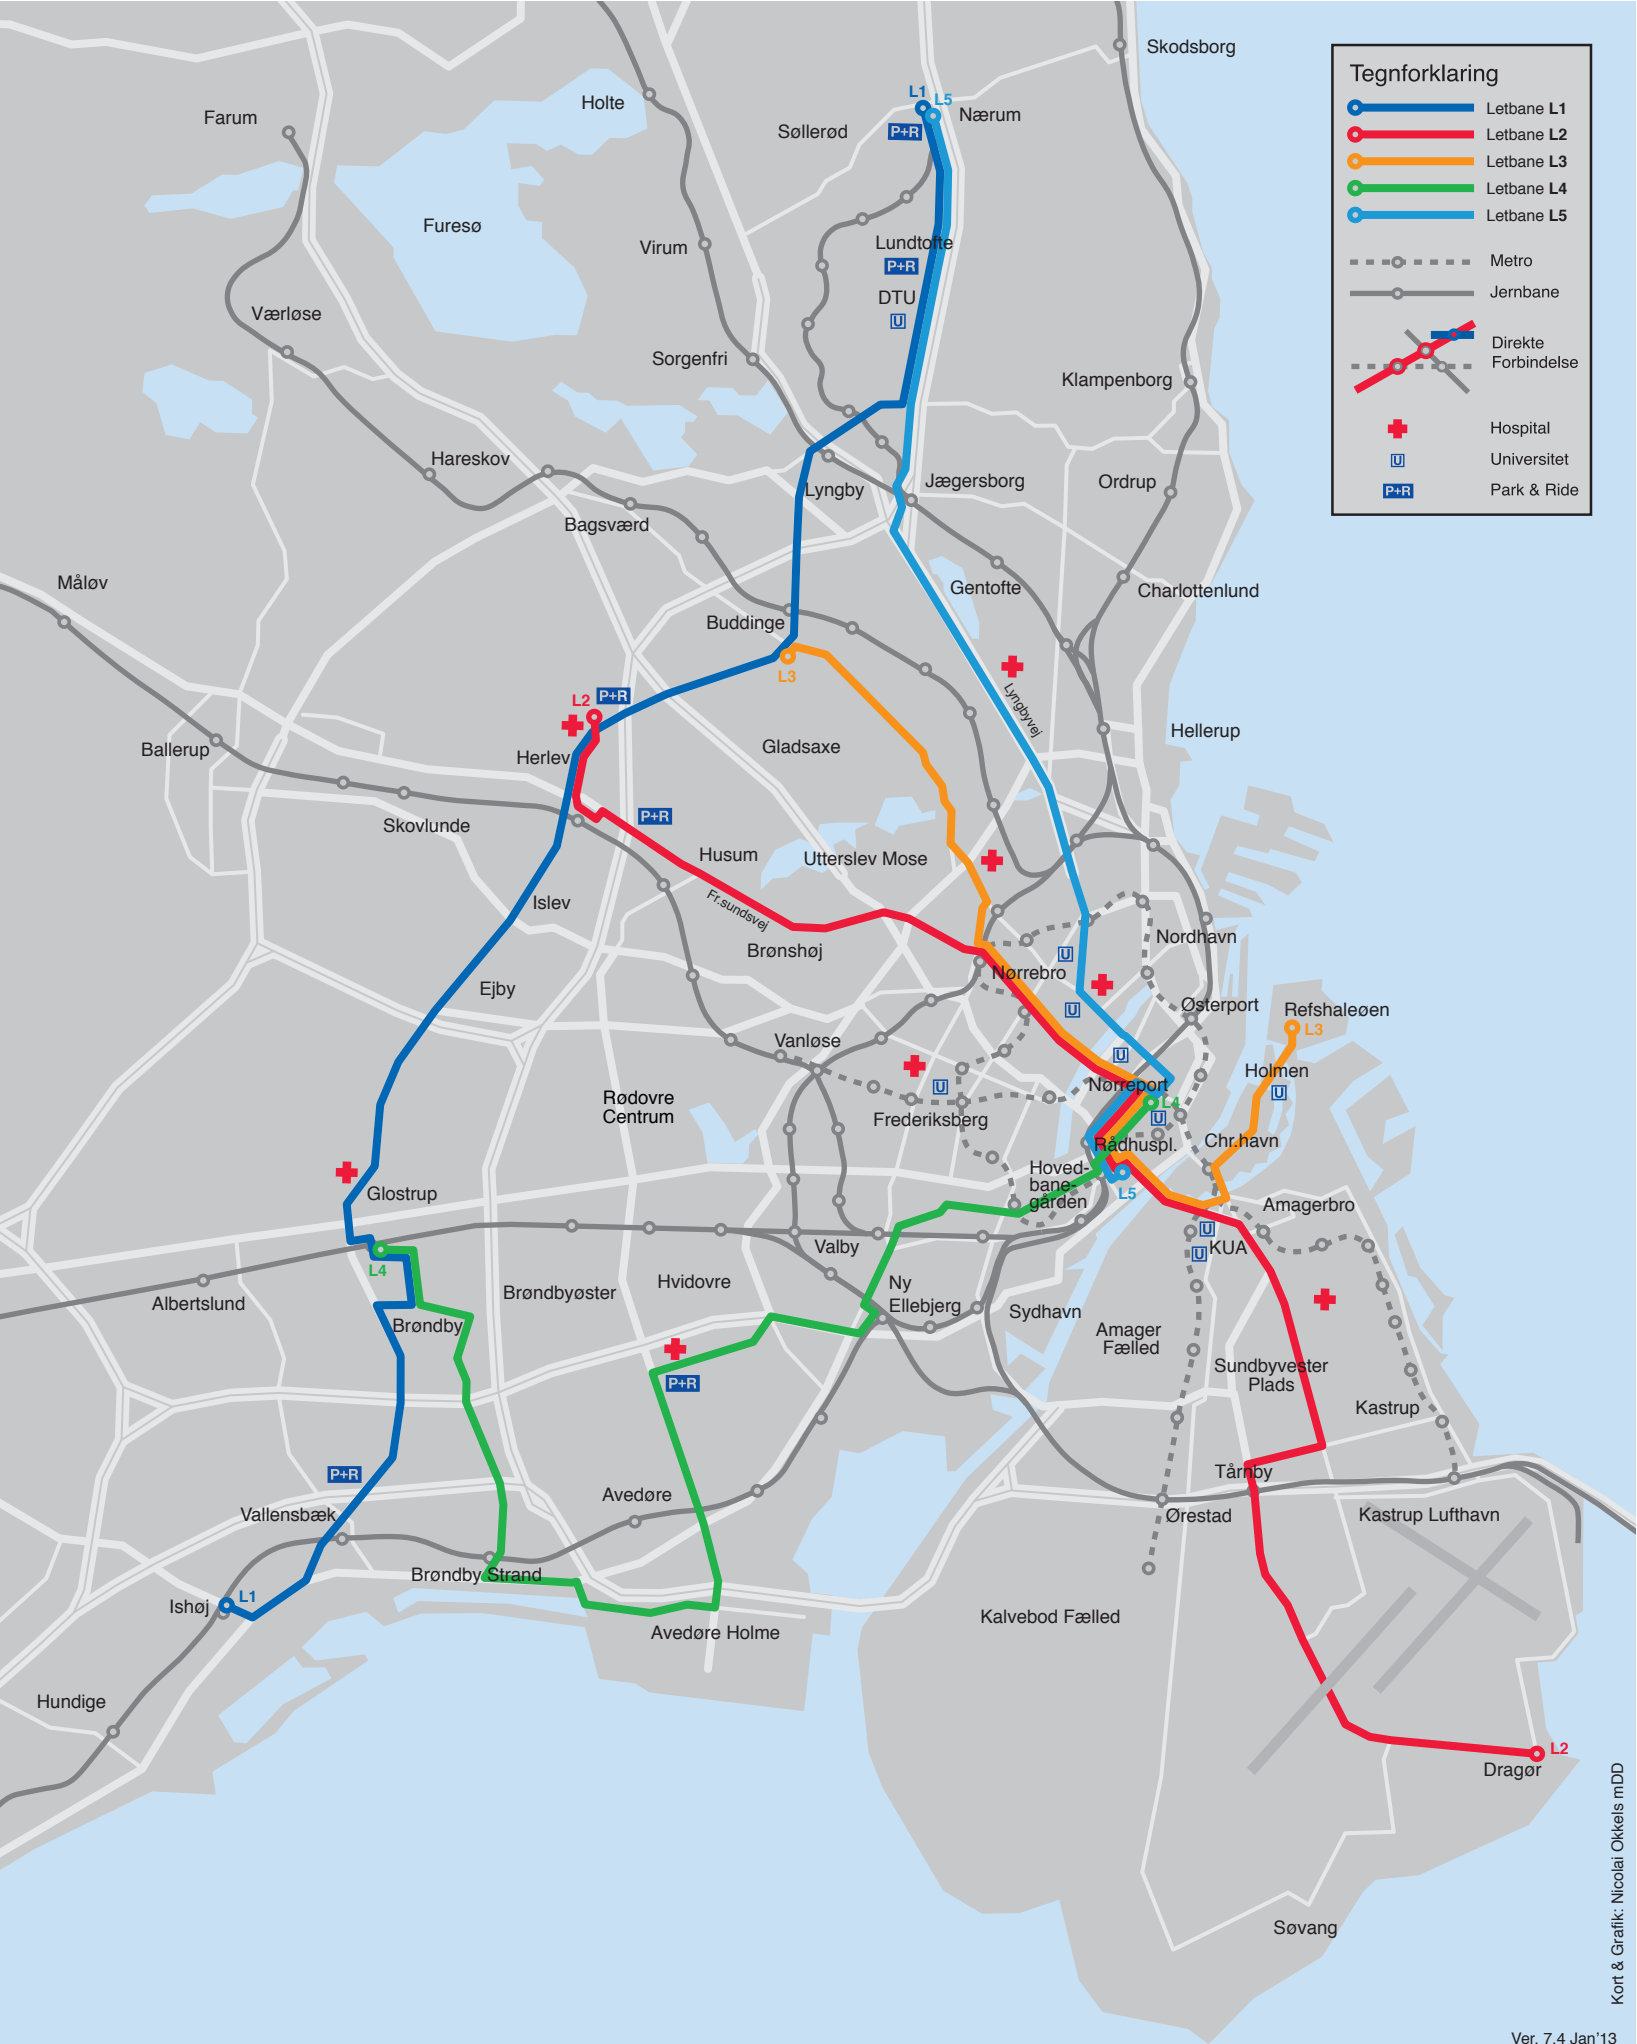 Skodsborg
Holte
Farum
L1
L5
Nærum
P+R
Søllerød
Furesø
Virum
Lundtofte
P+R
DTU
U
Værløse
Sorgenfri
Klampenborg
Hareskov
Lyngby
Jægersborg
Ordrup
Bagsværd
Måløv
Gentofte
Charlottenlund
Buddinge
L3
Lyngbyvej
L2
P+R
Ballerup
Herlev
Gladsaxe
Hellerup
Skovlunde
P+R
Husum
Utterslev Mose
Fr.sundsvej
Islev
Brønshøj
Nordhavn
U
Nørrebro
Ejby
U
Østerport
Refshaleøen
L3
Vanløse
U
Holmen
U
Nørreport
L4
U
Rødovre
Centrum
U
Frederiksberg
Rådhuspl.
Chr.havn
Hoved-
bane-
gården
L5
Glostrup
Amagerbro
U
KUA
U
Valby
L4
Albertslund
Brøndbyøster
Hvidovre
Ny
Ellebjerg
Sydhavn
Brøndby
Amager
Fælled
Sundbyvester
Plads
P+R
Kastrup
P+R
Tårnby
Avedøre
Vallensbæk
Ørestad
Kastrup Lufthavn
Brøndby Strand
L1
Ishøj
Kalvebod Fælled
Avedøre Holme
Hundige
L2
Dragør
Søvang
Tegnforklaring
Letbane L1
Letbane L2
Letbane L3
Letbane L4
Letbane L5
Metro
Jernbane
Direkte
Forbindelse
Hospital
U
Universitet
P+R
Park & Ride
Kort & Grafik: Nicolai Okkels mDD
Ver. 7.4 Jan'13